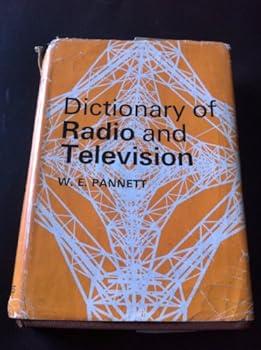 Dictionary of
Radio and
Television
W. E. PANNETT